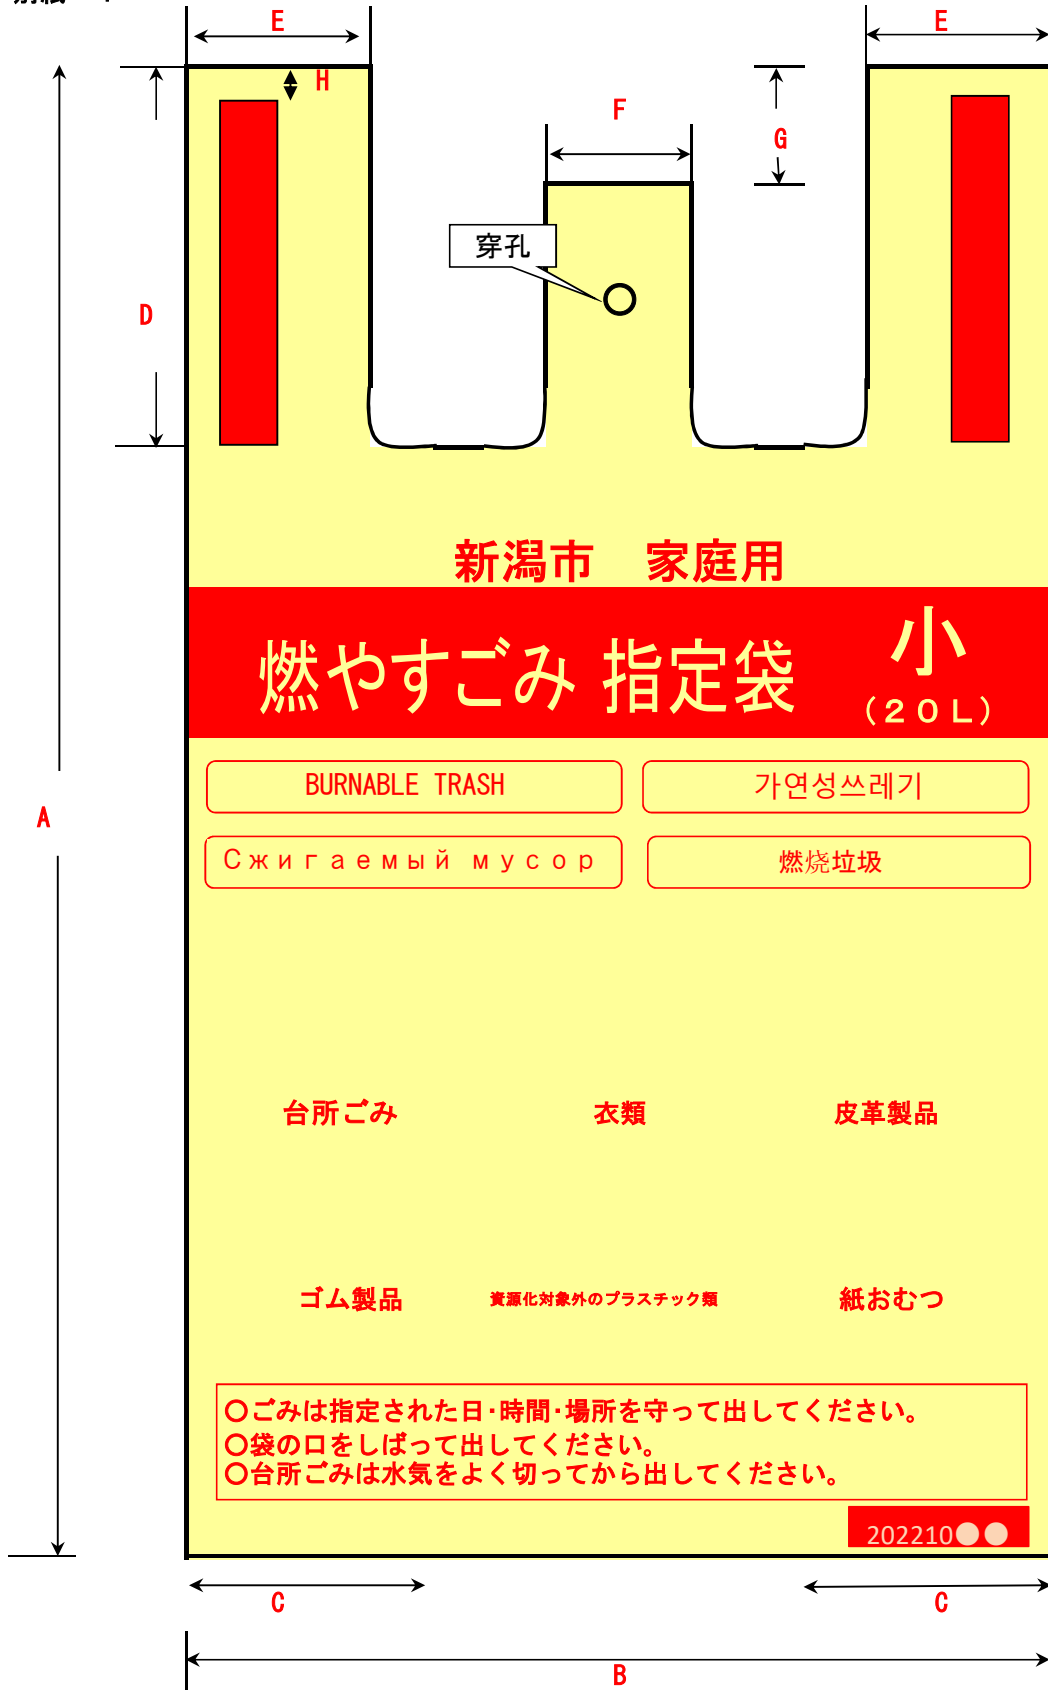 E
E
H
F
G
穿孔
D
新潟市　家庭用
燃やすごみ 指定袋
小
（２０Ｌ）
BURNABLE TRASH
가연성쓰레기
A
Сжигаемый мусор
燃烧垃圾
台所ごみ
衣類
皮革製品
ゴム製品
資源化対象外のプラスチック類
紙おむつ
○ごみは指定された日･時間･場所を守って出してください。
○袋の口をしばって出してください。
○台所ごみは水気をよく切ってから出してください。
202210●●
C
C
B